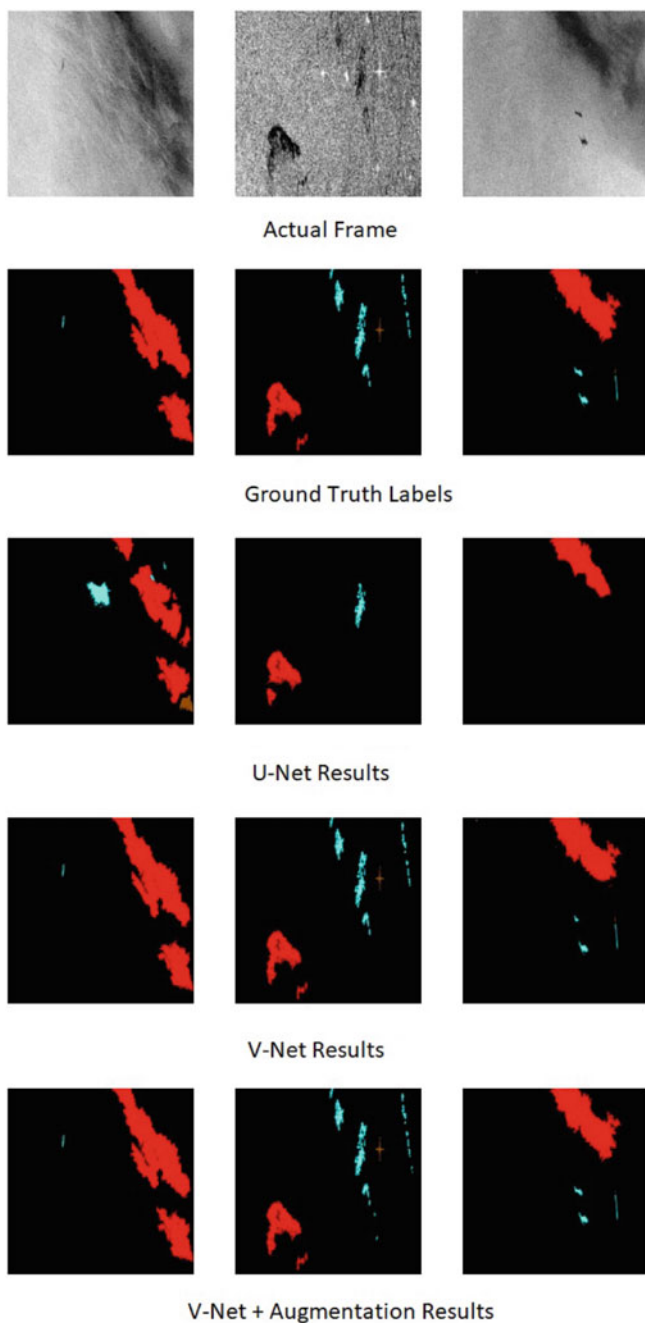 Actual Frame
Ground Truth Labels
U-Net Results
V-Net Results
V-Net + Augmentation Results